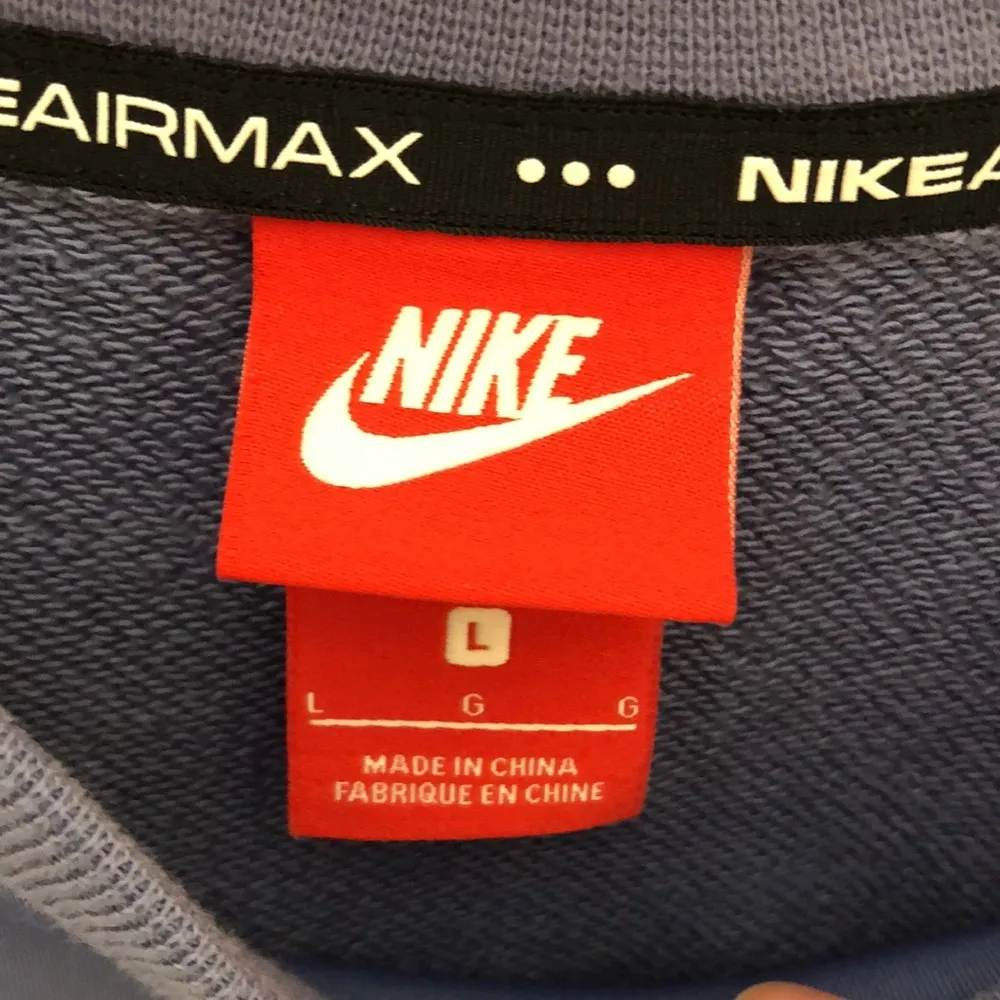 EAIRMAX ••• NIKEA
NIKE
L
L G G
MADE IN CHINA
FABRIQUE EN CHINE